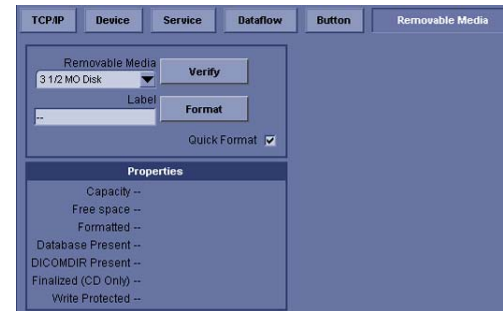 TCP/IP Device Service Dataflow Button Removable Media
Removable Media
3 1/2 MO Disk Verify
Label
-- Format
Quick Format
Properties
Capacity --
Free space --
Formatted --
Database Present --
DICOMDIR Present --
Finalized (CD Only) --
Write Protected --